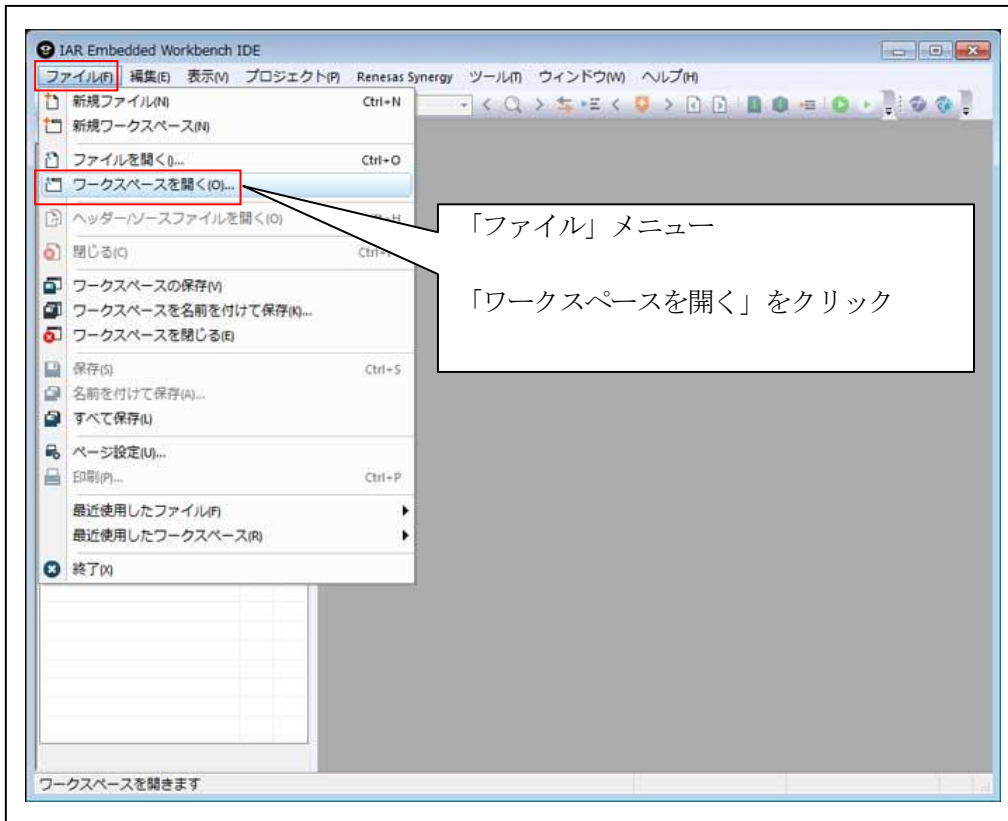 IAR Embedded Workbench IDE
ファイル(F) 編集(E) 表示(V) プロジェクト(P) Renesas Synergy ツール(T) ウィンドウ(W) ヘルプ(H)
新規ファイル(N) Ctrl+N
新規ワークスペース(N)
ファイルを開く()... Ctrl+O
ワークスペースを開く(O)...
ヘッダー/ソースファイルを開く(O)
閉じる(C)
ワークスペースの保存(V)
ワークスペースを名前を付けて保存(K)...
ワークスペースを閉じる(E)
保存(S) Ctrl+S
名前を付けて保存(A)...
すべて保存(L)
ページ設定(U)...
印刷(P)... Ctrl+P
最近使用したファイル(F)
最近使用したワークスペース(R)
終了(X)
「ファイル」メニュー
「ワークスペースを開く」をクリック
ワークスペースを開きます